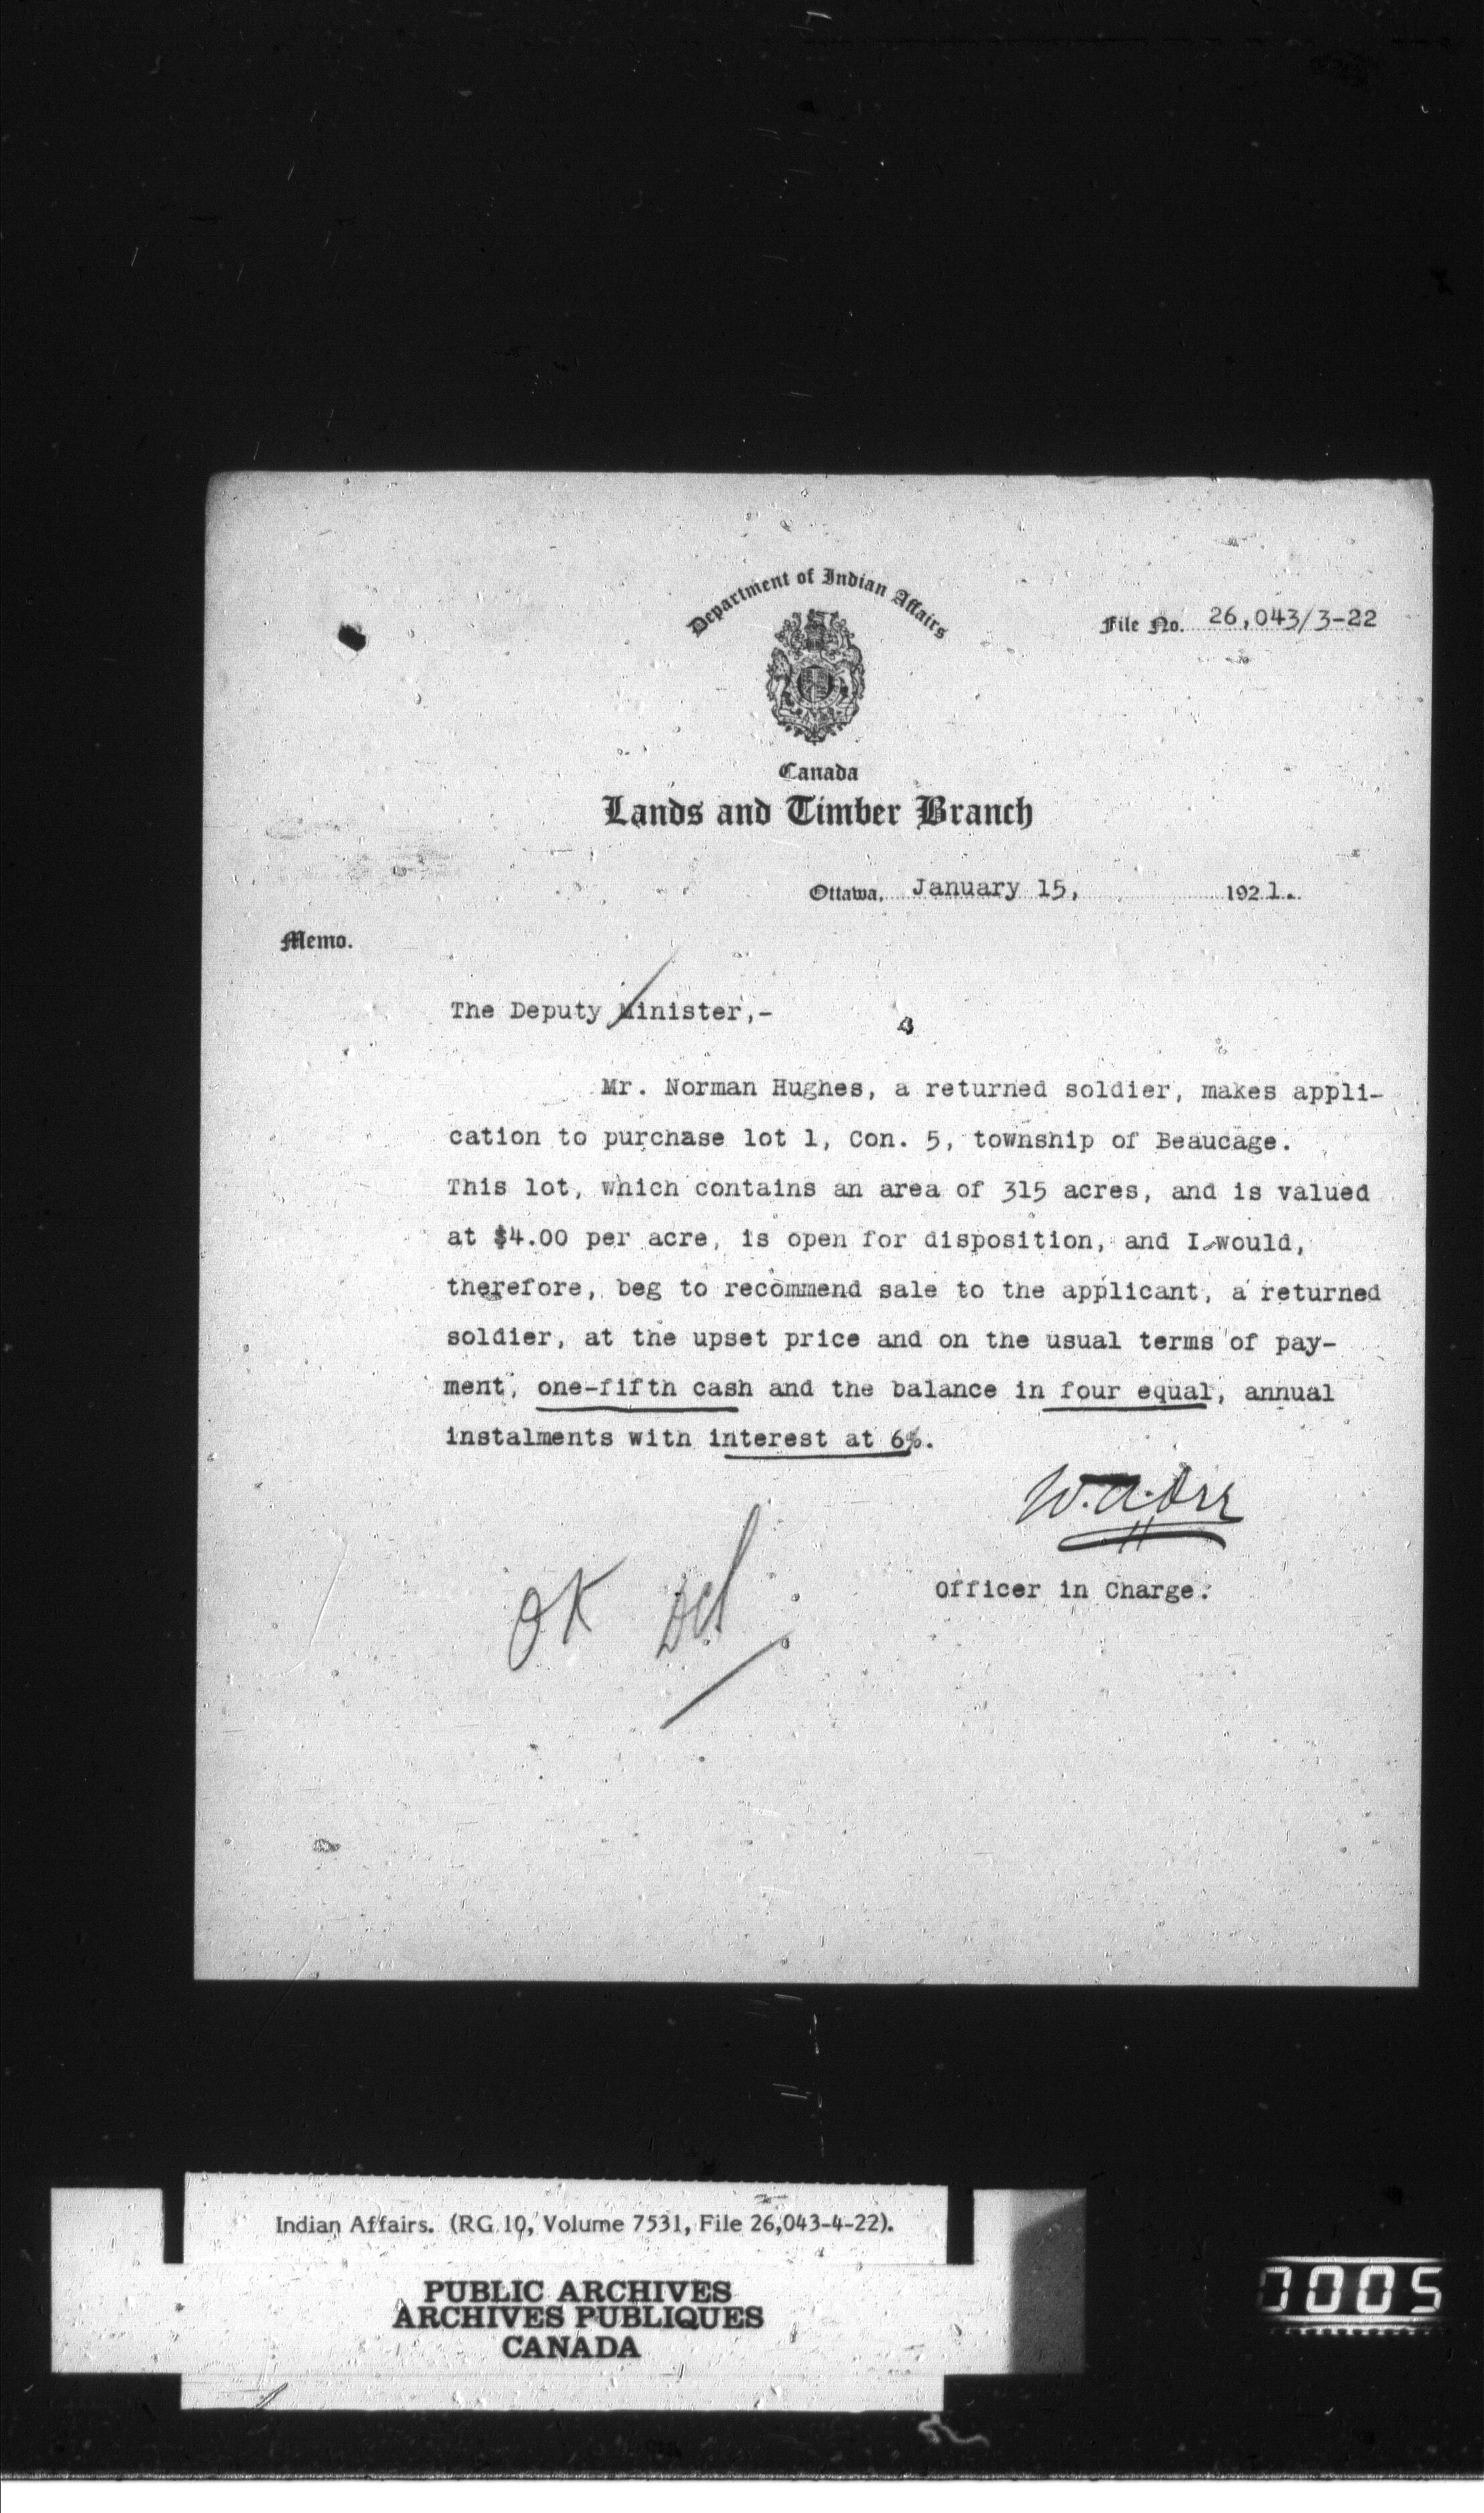 Department of Indian Affairs
File No. 26,043/3-22
Canada
Lands and Timber Branch
Ottawa, January 15, 1921.
Memo.
The Deputy Minister,-
Mr. Norman Hughes, a returned soldier, makes appli-
cation to purchase lot 1, Con. 5, township of Beaucage.
This lot, which contains an area of 315 acres, and is valued
at $4.00 per acre, is open for disposition, and I would,
therefore, beg to recommend sale to the applicant, a returned
soldier, at the upset price and on the usual terms of pay-
ment, one-fifth cash and the balance in four equal, annual
instalments with interest at 6%.
W.A.Orr
Officer in Charge.
OK DCS
Indian Affairs. (RG 10, Volume 7531, File 26,043-4-22).
PUBLIC ARCHIVES
ARCHIVES PUBLIQUES
CANADA
0005